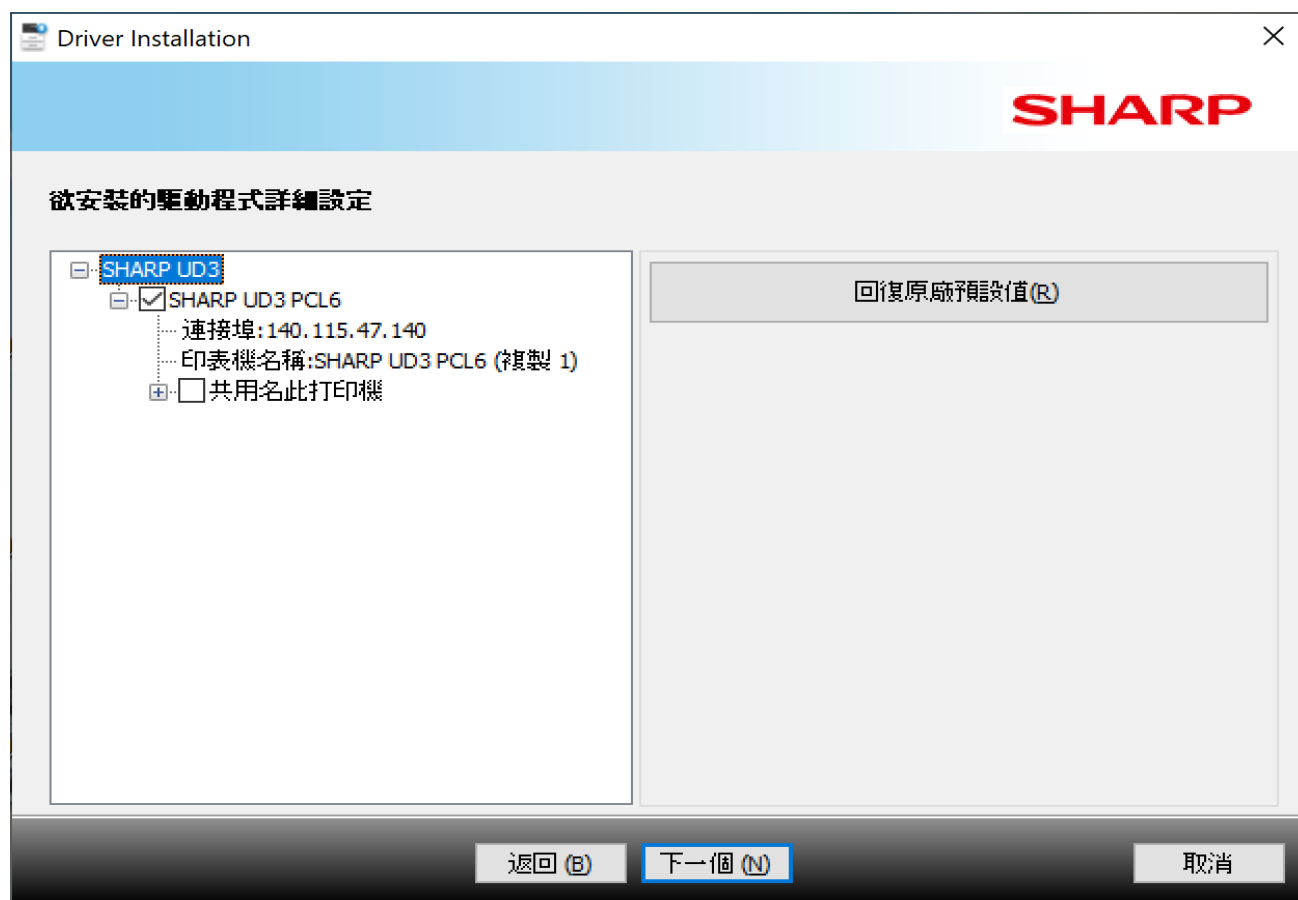 Driver Installation
SHARP
欲安裝的驅動程式詳細設定
SHARP UD3
SHARP UD3 PCL6
連接埠:140.115.47.140
印表機名稱:SHARP UD3 PCL6 (複製 1)
共用名此打印機
回復原廠預設值(R)
返回 (B)
下一個 (N)
取消